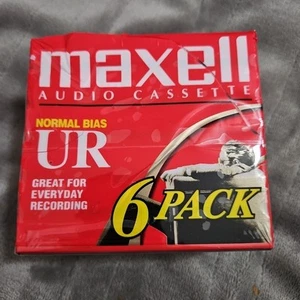 maxell
AUDIO CASSETTE
NORMAL BIAS
UR
GREAT FOR
EVERYDAY
RECORDING
6 PACK